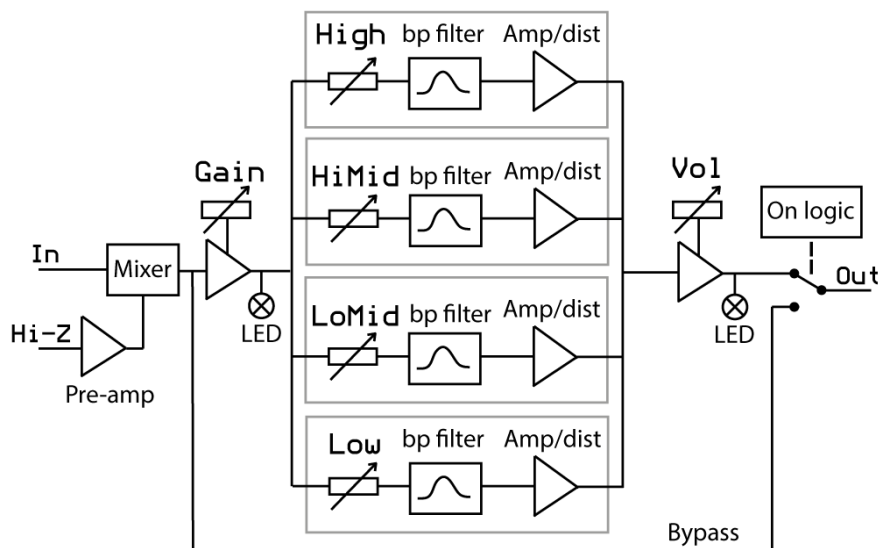 High bp filter Amp/dist
Gain
HiMid bp filter Amp/dist
Vol
On logic
In
Mixer
Out
Hi-Z
LED
LoMid bp filter Amp/dist
LED
Pre-amp
Low bp filter Amp/dist
Bypass